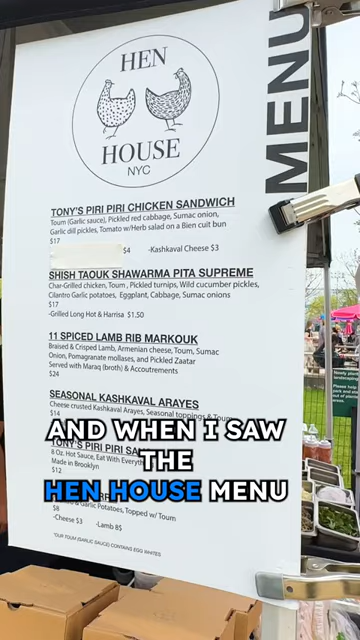 HEN
HOUSE
NYC
MENU
TONY'S PIRI PIRI CHICKEN SANDWICH
Toum (Garlic sauce), Pickled red cabbage, Sumac onion,
Garlic dill pickles, Tomato w/Herb salad on a Bien cuit bun
$17
$4 -Kashkaval Cheese $3
SHISH TAOUK SHAWARMA PITA SUPREME
Char-Grilled chicken, Toum, Pickled turnips, Wild cucumber pickles,
Cilantro Garlic potatoes, Eggplant, Cabbage, Sumac onions
$17
-Grilled Long Hot & Harrisa $1.50
11 SPICED LAMB RIB MARKOUK
Braised & Crisped Lamb, Armenian cheese, Toum, Sumac
Onion, Pomagranate mollases, and Pickled Zaatar
Served with Maraq (broth) & Accoutrements
$24
SEASONAL KASHKAVAL ARAYES
Cheese crusted Kashkaval Arayes, Seasonal toppings & Toum
$14
AND WHEN I SAW
TONY'S PIRI PIRI
8 Oz. Hot Sauce, Eat With
THE
Made in Brooklyn
$12
HEN HOUSE MENU
& Garlic Potatoes, Topped w/ Toum
$8
-Cheese $3 -Lamb 8$
*OUR TOUM (GARLIC SAUCE) CONTAINS EGG WHITES